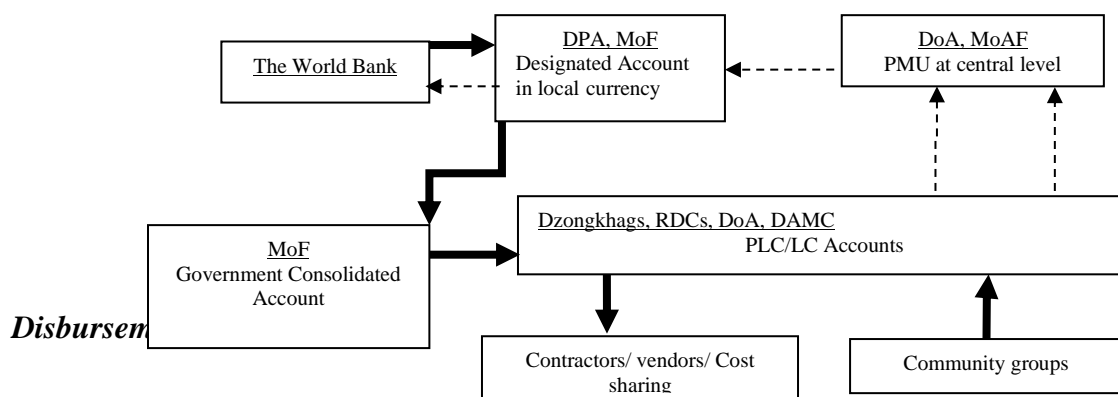 The World Bank
DPA, MoF
Designated Account
in local currency
DoA, MoAF
PMU at central level
Dzongkhags, RDCs, DoA, DAMC
PLC/LC Accounts
MoF
Government Consolidated
Account
Contractors/ vendors/ Cost
sharing
Community groups